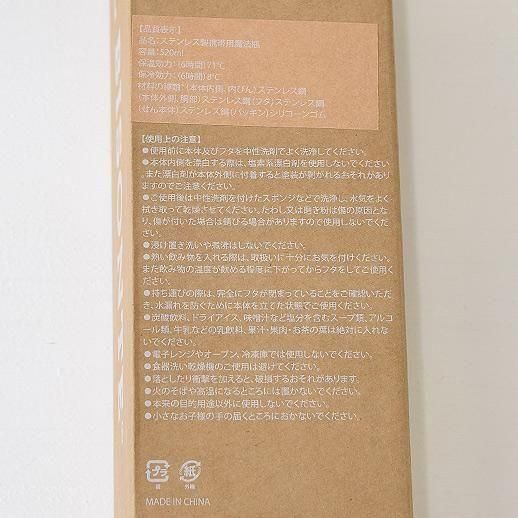 【品質表示】
品名：ステンレス製携帯用魔法瓶
容量：520ml
保温効力：(6時間)71℃
保冷効力：(6時間)8℃
材料の種類：(本体内側、内びん)ステンレス鋼
(本体外側、胴部)ステンレス鋼(フタ)ステンレス鋼、
(せん本体)ステンレス鋼(パッキン)シリコーンゴム
【使用上の注意】
●使用前に本体及びフタを中性洗剤でよく洗浄してください。
●本体内側を漂白する際は、塩素系漂白剤を使用しないでください
。また漂白剤が本体外側に付着すると塗装が剥がれるおそれがあり
ますのでご注意ください。
●ご使用後は中性洗剤を付けたスポンジなどで洗浄し、水気をよく
拭き取って乾燥させてください。たわし又は磨き粉は傷の原因とな
り、傷が付いた場合は錆びる場合がありますので使用しないでくだ
さい。
●浸け置き洗いや煮沸はしないでください。
●熱い飲み物を入れる際は、取扱いに十分にお気を付けください。
また飲み物の温度が飲める程度に下がってからフタをしてご使用く
ださい。
●持ち運びの際は、完全にフタが閉まっていることをご確認いただ
き、水漏れを防ぐために本体を立てた状態でご使用ください。
●炭酸飲料、ドライアイス、味噌汁など塩分を含むスープ類、アルコ
ール類、牛乳などの乳飲料、果汁・果肉・お茶の葉は絶対に入れな
いでください。
●電子レンジやオーブン、冷凍庫では使用しないでください。
●食器洗い乾燥機のご使用は避けてください。
●落としたり衝撃を加えると、破損するおそれがあります。
●火のそばや高温になるところには置かないでください。
●本来の目的用途以外に使用しないでください。
●小さなお子様の手の届くところにおかないでください。
プラ 紙
袋 外箱
MADE IN CHINA